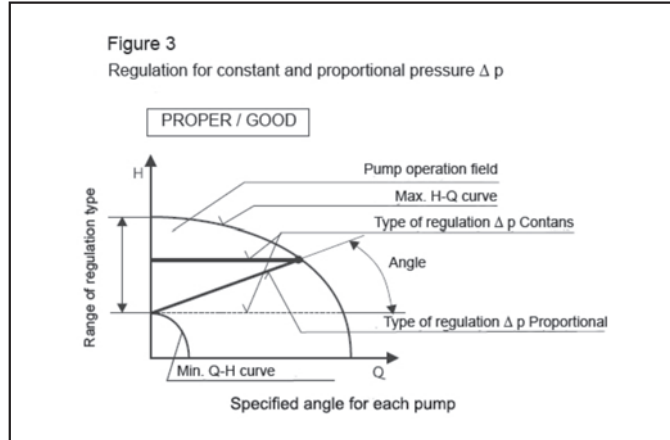 Figure 3
Regulation for constant and proportional pressure Δ p
PROPER / GOOD
H
Pump operation field
Max. H-Q curve
Type of regulation Δ p Contans
Angle
Range of regulation type
Type of regulation Δ p Proportional
Min. Q-H curve
Q
Specified angle for each pump